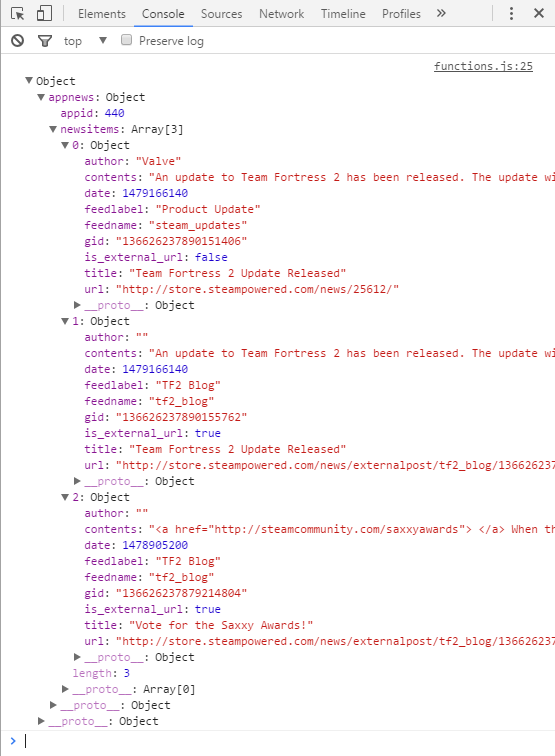 Elements Console Sources Network Timeline Profiles »
top Preserve log
functions.js:25
Object
appnews: Object
appid: 440
newsitems: Array[3]
0: Object
author: "Valve"
contents: "An update to Team Fortress 2 has been released. The update wi
date: 1479166140
feedlabel: "Product Update"
feedname: "steam_updates"
gid: "136626237890151406"
is_external_url: false
title: "Team Fortress 2 Update Released"
url: "http://store.steampowered.com/news/25612/"
__proto__: Object
1: Object
author: ""
contents: "An update to Team Fortress 2 has been released. The update wi
date: 1479166140
feedlabel: "TF2 Blog"
feedname: "tf2_blog"
gid: "136626237890155762"
is_external_url: true
title: "Team Fortress 2 Update Released"
url: "http://store.steampowered.com/news/externalpost/tf2_blog/136626237
__proto__: Object
2: Object
author: ""
contents: "<a href="http://steamcommunity.com/saxxyawards"> </a> When th
date: 1478905200
feedlabel: "TF2 Blog"
feedname: "tf2_blog"
gid: "136626237879214804"
is_external_url: true
title: "Vote for the Saxxy Awards!"
url: "http://store.steampowered.com/news/externalpost/tf2_blog/136626237
__proto__: Object
length: 3
__proto__: Array[0]
__proto__: Object
__proto__: Object